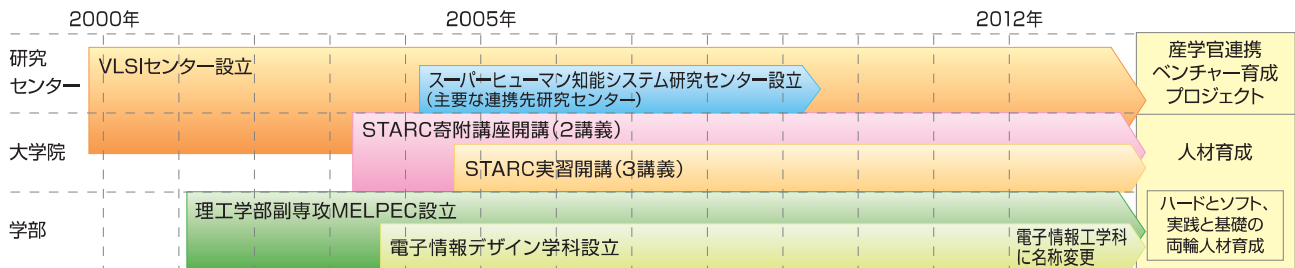 2000年
2005年
2012年
研究
センター
VLSIセンター設立
スーパーヒューマン知能システム研究センター設立
(主要な連携先研究センター)
産学官連携
ベンチャー育成
プロジェクト
大学院
STARC寄附講座開講(2講義)
STARC実習開講(3講義)
人材育成
学部
理工学部副専攻MELPEC設立
電子情報デザイン学科設立
電子情報工学科
に名称変更
ハードとソフト、
実践と基礎の
両輪人材育成